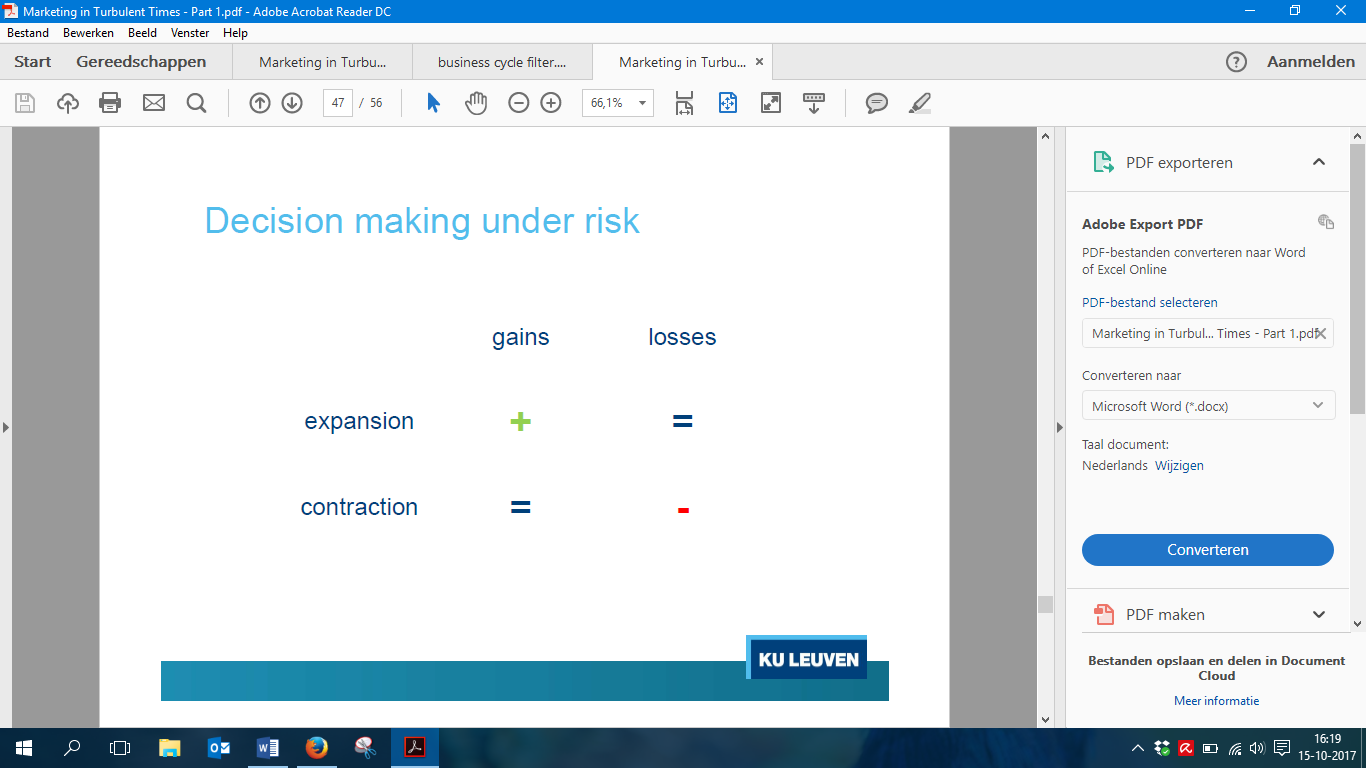 Marketing in Turbulent Times - Part 1.pdf - Adobe Acrobat Reader DC
Bestand Bewerken Beeld Venster Help
Start Gereedschappen Marketing in Turbu... business cycle filter.... Marketing in Turbu... Aanmelden
47 / 56 66,1%
Decision making under risk
gains losses
expansion + =
contraction = -
KU LEUVEN
PDF exporteren
Adobe Export PDF
PDF-bestanden converteren naar Word
of Excel Online
PDF-bestand selecteren
Marketing in Turbul... Times - Part 1.pdf
Converteren naar
Microsoft Word (*.docx)
Taal document:
Nederlands Wijzigen
Converteren
PDF maken
Bestanden opslaan en delen in Document
Cloud
Meer informatie
16:19
15-10-2017